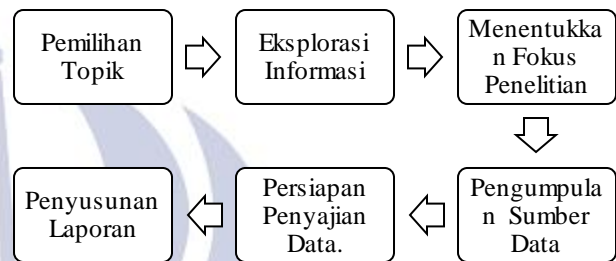 Pemilihan
Topik
Eksplorasi
Informasi
Menentukka
n Fokus
Penelitian
Pengumpula
n Sumber
Data
Persiapan
Penyajian
Data.
Penyusunan
Laporan